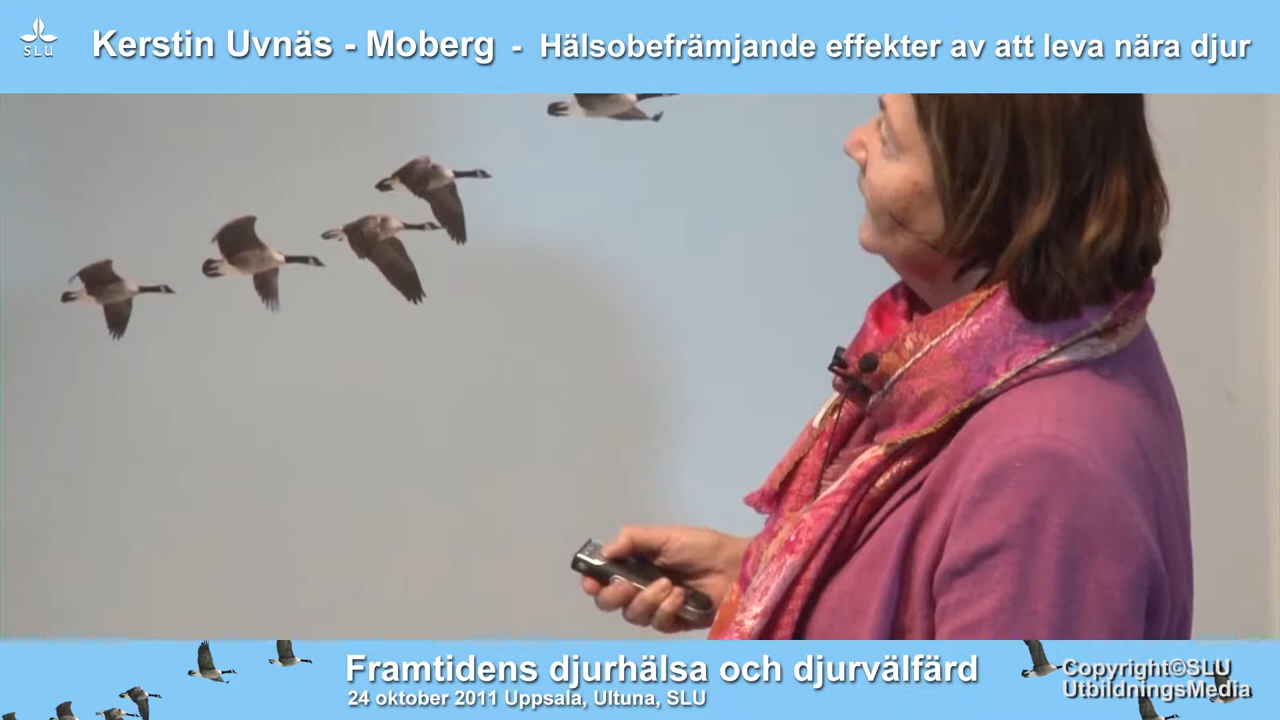 SLU
Kerstin Uvnäs - Moberg - Hälsobefrämjande effekter av att leva nära djur
Framtidens djurhälsa och djurvälfärd
24 oktober 2011 Uppsala, Ultuna, SLU
Copyright©SLU
UtbildningsMedia